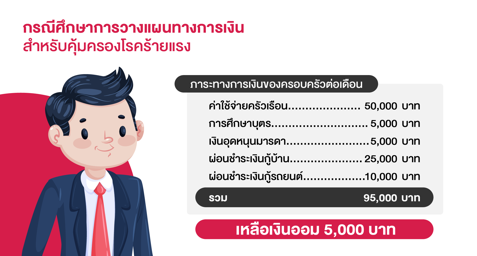 กรณีศึกษาการวางแผนทางการเงิน
สำหรับคุ้มครองโรคร้ายแรง
ภาระทางการเงินของครอบครัวต่อเดือน
ค่าใช้จ่ายครัวเรือน..................... 50,000 บาท
การศึกษาบุตร............................ 5,000 บาท
เงินอุดหนุนมารดา........................ 5,000 บาท
ผ่อนชำระเงินกู้บ้าน..................... 25,000 บาท
ผ่อนชำระเงินกู้รถยนต์..................10,000 บาท
รวม 95,000 บาท
เหลือเงินออม 5,000 บาท